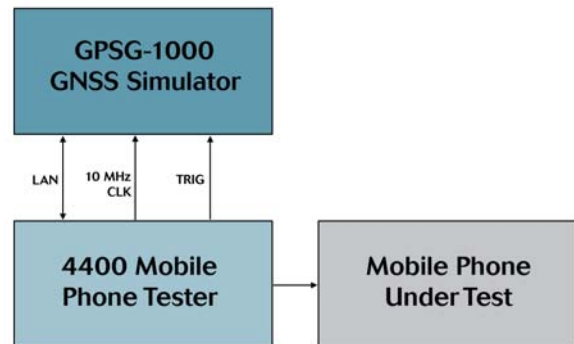 GPSG-1000
GNSS Simulator
LAN
10 MHz
CLK
TRIG
4400 Mobile
Phone Tester
Mobile Phone
Under Test